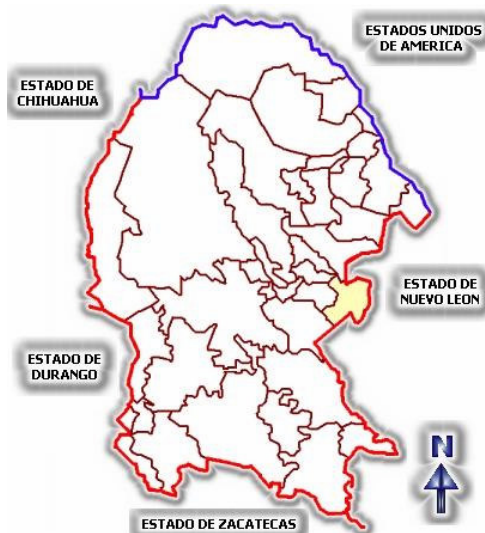 ESTADOS UNIDOS
DE AMERICA
ESTADO DE
CHIHUAHUA
ESTADO DE
NUEVO LEON
ESTADO DE
DURANGO
N
ESTADO DE ZACATECAS